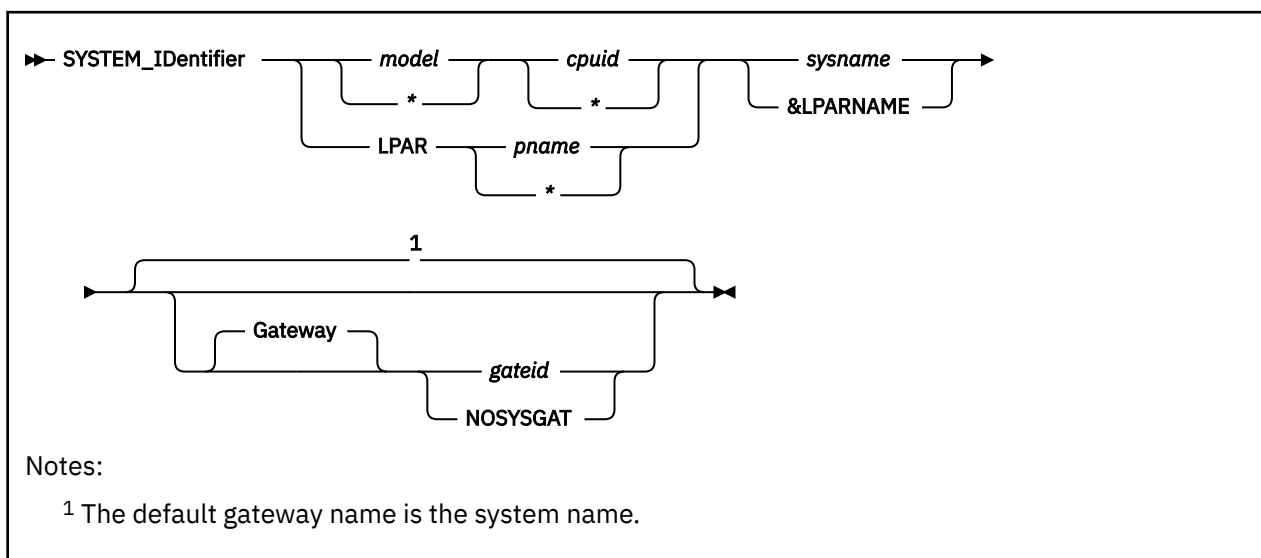 SYSTEM_IDentifier model cpuid sysname
* * &LPARNAME
LPAR pname
*
1
Gateway
gateid
NOSYSGAT
Notes:
1 The default gateway name is the system name.